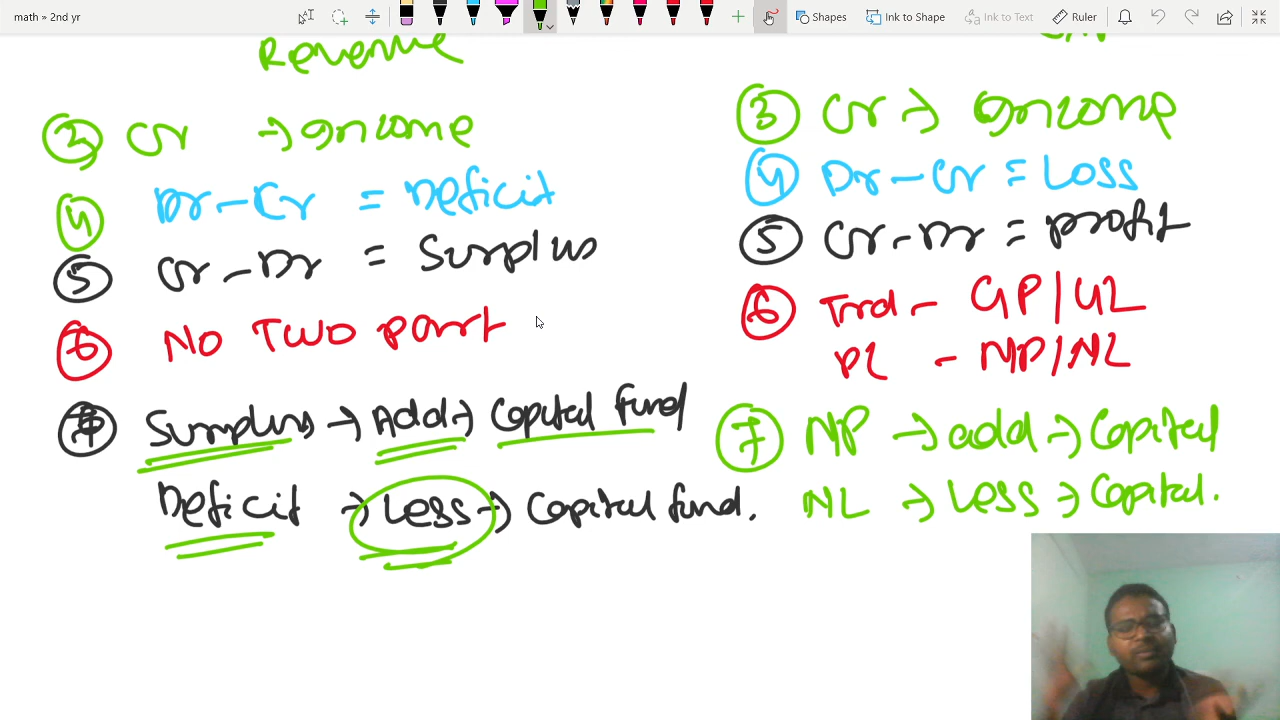 math » 2nd yr
Shapes
Ink to Shape
Ink to Text
Ruler
Revenue
③ Cr → Income
④ Dr - Cr = Deficit
⑤ Cr - Dr = Surplus
⑥ NO TWO part
⑦ Surplus → Add → Capital fund
Deficit → Less → Capital fund.
③ Cr → Income
④ Dr - Cr = Loss
⑤ Cr - Dr = profit
⑥ Trd - GP/GL
PL - NP/NL
⑦ NP → add → Capital
NL → Less → Capital.